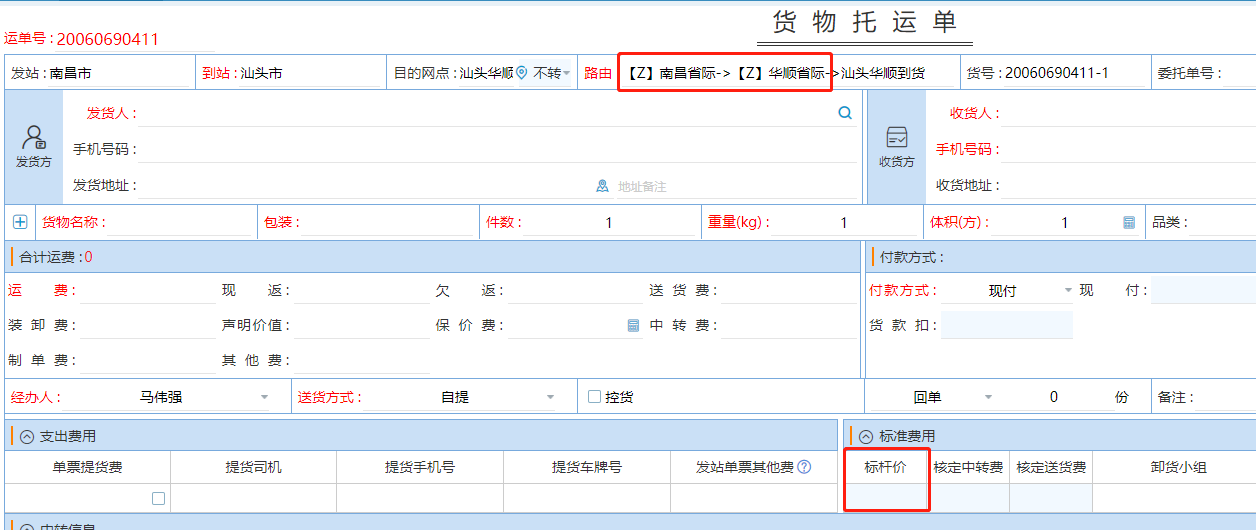 货物托运单
运单号：20060690411
发站：南昌市 到站：汕头市 目的网点：汕头华顺 不转 路由 【Z】南昌省际->【Z】华顺省际->汕头华顺到货 货号：20060690411-1 委托单号：
发货方 发货人：
手机号码：
发货地址： 地址备注
收货方 收货人：
手机号码：
收货地址：
货物名称： 包装： 件数： 1 重量(kg)： 1 体积(方)： 1 品类：
合计运费：0
运费： 现返： 欠返： 送货费：
装卸费： 声明价值： 保价费： 中转费：
制单费： 其他费：
付款方式：
付款方式： 现付 现付：
货款扣：
经办人： 马伟强 送货方式： 自提 控货 回单 0 份 备注：
支出费用
单票提货费 提货司机 提货手机号 提货车牌号 发站单票其他费
标准费用
标杆价 核定中转费 核定送货费 卸货小组
中转信息